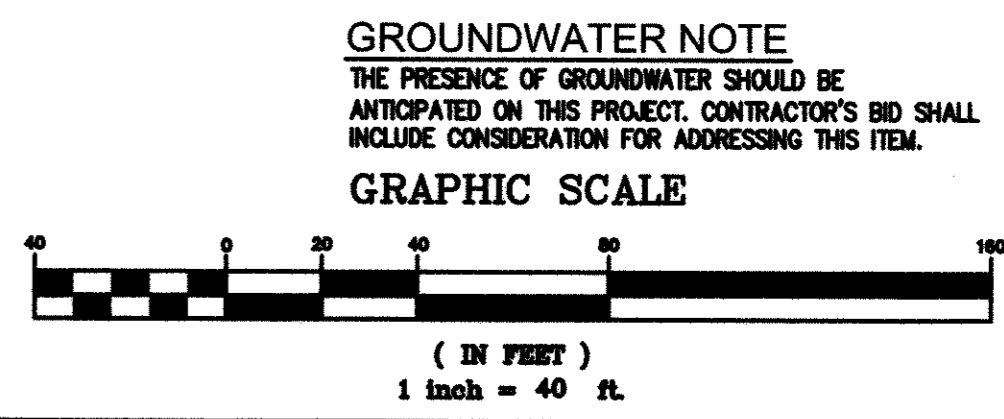 GROUNDWATER NOTE
THE PRESENCE OF GROUNDWATER SHOULD BE
ANTICIPATED ON THIS PROJECT. CONTRACTOR'S BID SHALL
INCLUDE CONSIDERATION FOR ADDRESSING THIS ITEM.
GRAPHIC SCALE
40 0 20 40 80 160
( IN FEET )
1 inch = 40 ft.